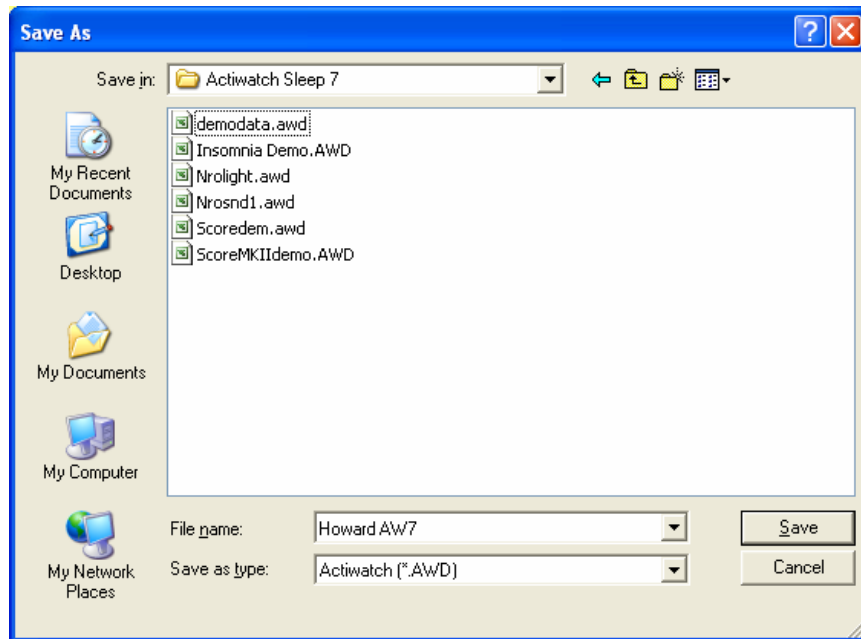 Save As
Save in: Actiwatch Sleep 7
My Recent
Documents
Desktop
My Documents
My Computer
My Network
Places
demodata.awd
Insomnia Demo.AWD
Nrolight.awd
Nrosnd1.awd
Scoredem.awd
ScoreMKIIdemo.AWD
File name: Howard AW7 Save
Save as type: Actiwatch (*.AWD) Cancel